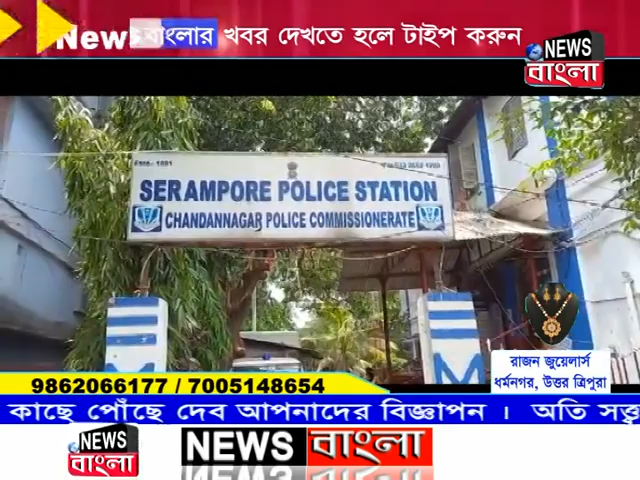 News বাংলার খবর দেখতে হলে টাইপ করুন
NEWS
বাংলা
SERAMPORE POLICE STATION
CHANDANNAGAR POLICE COMMISSIONERATE
রাজন জুয়েলার্স
ধর্মনগর, উত্তর ত্রিপুরা
9862066177 / 7005148654
কাছে পৌঁছে দেব আপনাদের বিজ্ঞাপন । অতি সত্ত্ব
NEWS
বাংলা
NEWS বাংলা